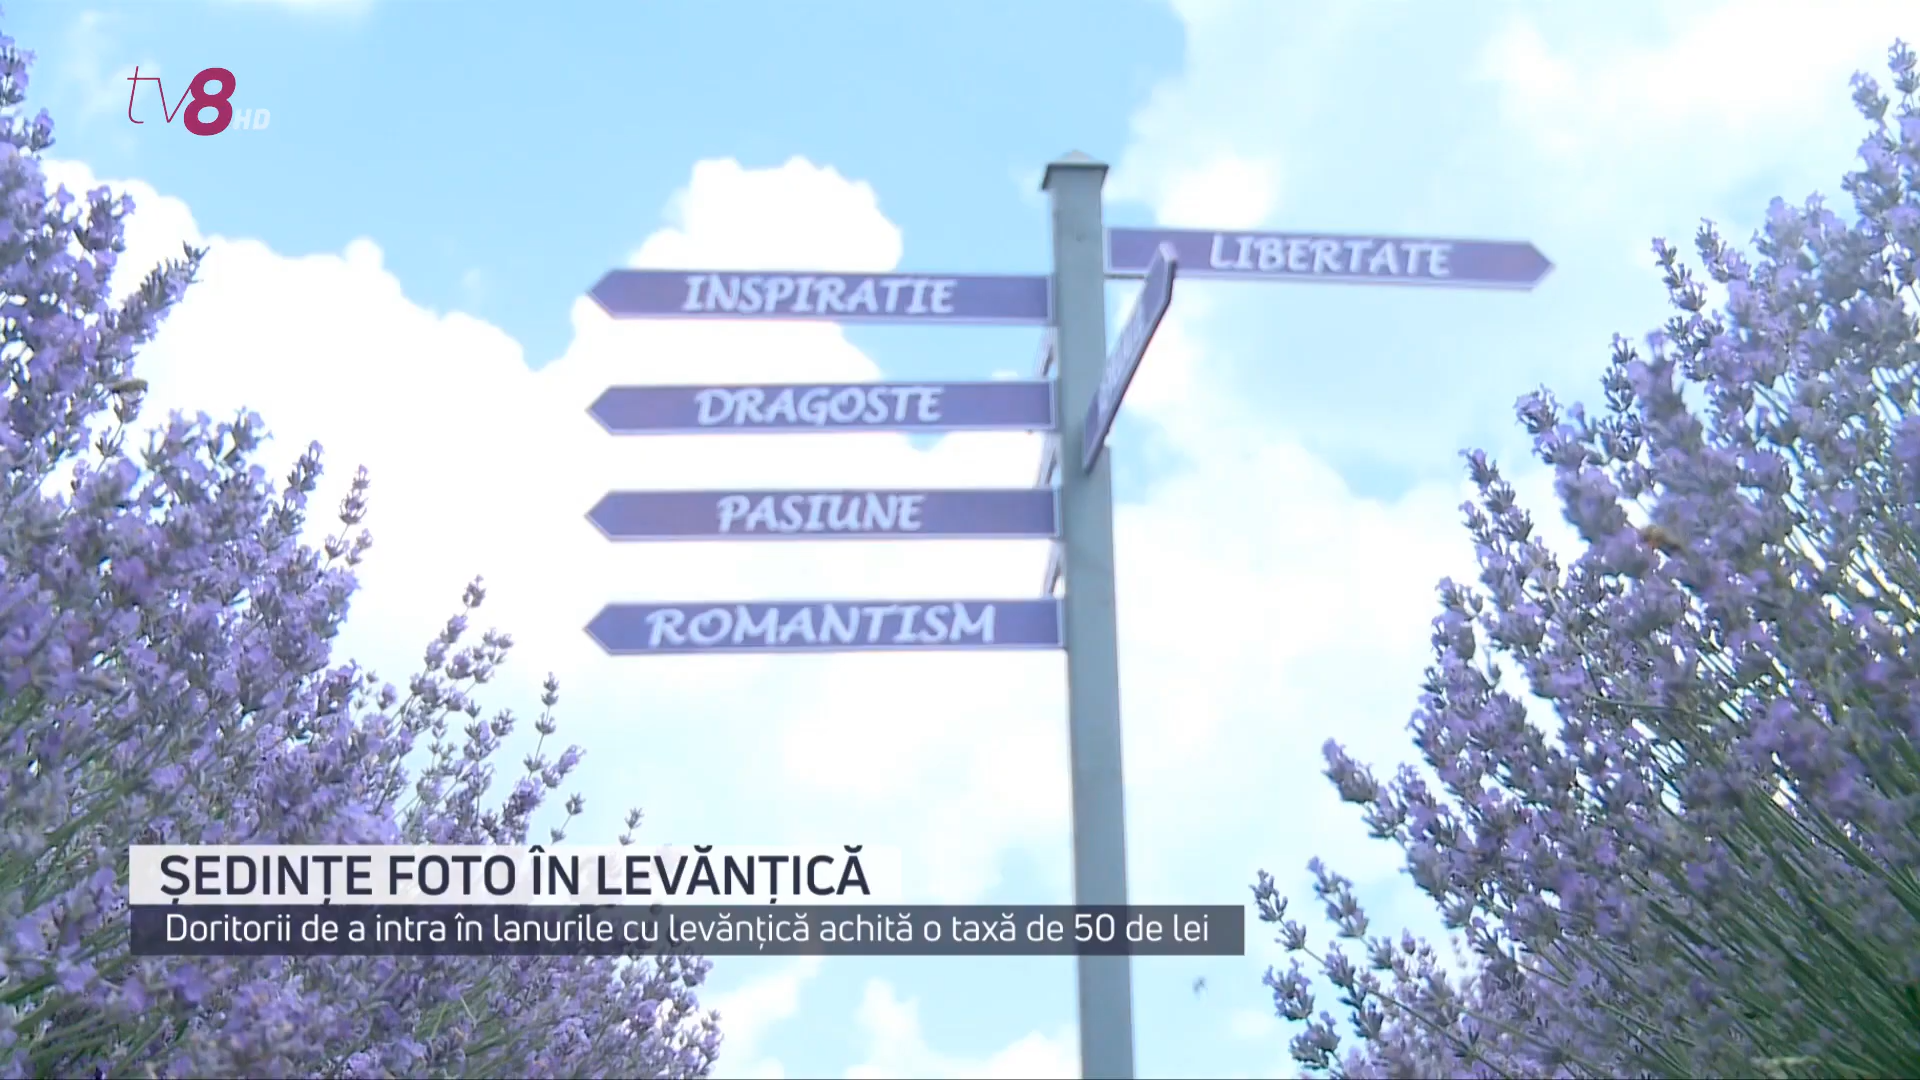 tv8 HD
LIBERTATE
INSPIRATIE
DRAGOSTE
PASIUNE
ROMANTISM
ȘEDINȚE FOTO ÎN LEVĂNȚICĂ
Doritorii de a intra în lanurile cu levănțică achită o taxă de 50 de lei